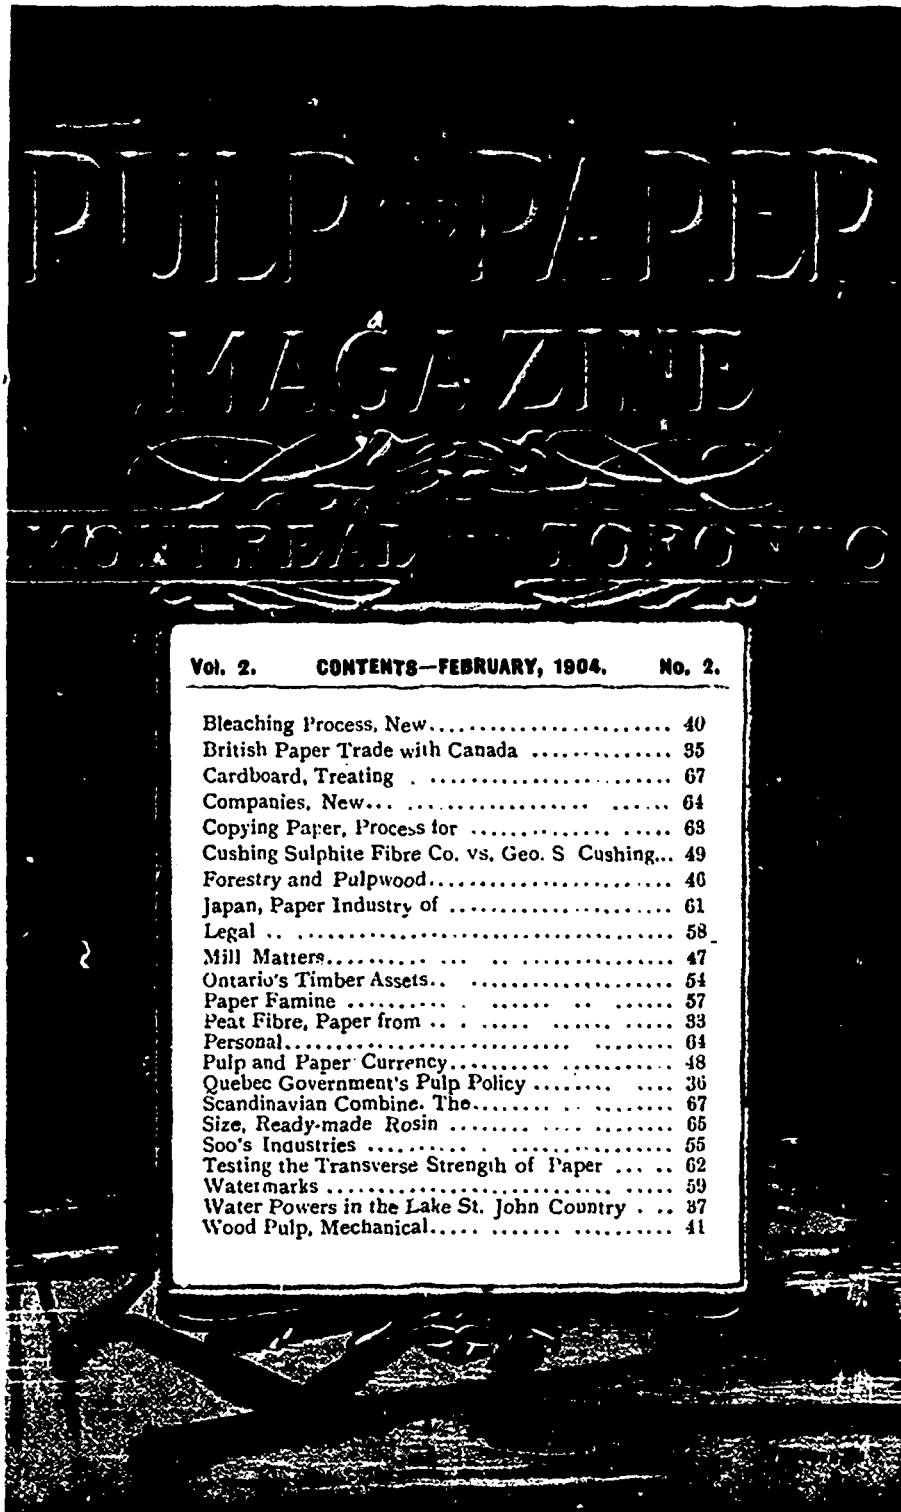 PULP PAPER
MAGAZINE
MONTREAL TORONTO
Vol. 2. CONTENTS—FEBRUARY, 1904. No. 2.
Bleaching Process, New........................ 40
British Paper Trade with Canada .............. 35
Cardboard, Treating . ........................ 67
Companies, New... .................. ...... 64
Copying Paper, Process for .............. ..... 63
Cushing Sulphite Fibre Co. vs. Geo. S Cushing... 49
Forestry and Pulpwood........................ 46
Japan, Paper Industry of ...................... 61
Legal .. ..................................... 58
Mill Matters.......... ... .. ............... 47
Ontario's Timber Assets.. .................... 54
Paper Famine .......... . ...... .. ...... 57
Peat Fibre, Paper from .. . ..... ...... ..... 33
Personal............................ ........ 64
Pulp and Paper Currency.......... ........... 48
Quebec Government's Pulp Policy ........ .... 36
Scandinavian Combine. The........ .. ........ 67
Size, Ready-made Rosin ........ .... ........ 65
Soo's Industries .......... . ................ 55
Testing the Transverse Strength of Paper ... .. 62
Watermarks ............................ ..... 59
Water Powers in the Lake St. John Country . .. 37
Wood Pulp, Mechanical..... ....... .......... 41